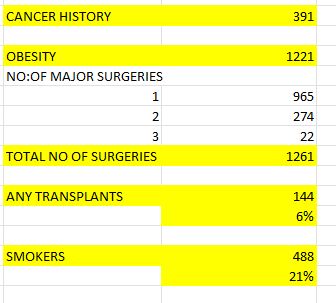 CANCER HISTORY 391
OBESITY 1221
NO:OF MAJOR SURGERIES
1 965
2 274
3 22
TOTAL NO OF SURGERIES 1261
ANY TRANSPLANTS 144
6%
SMOKERS 488
21%